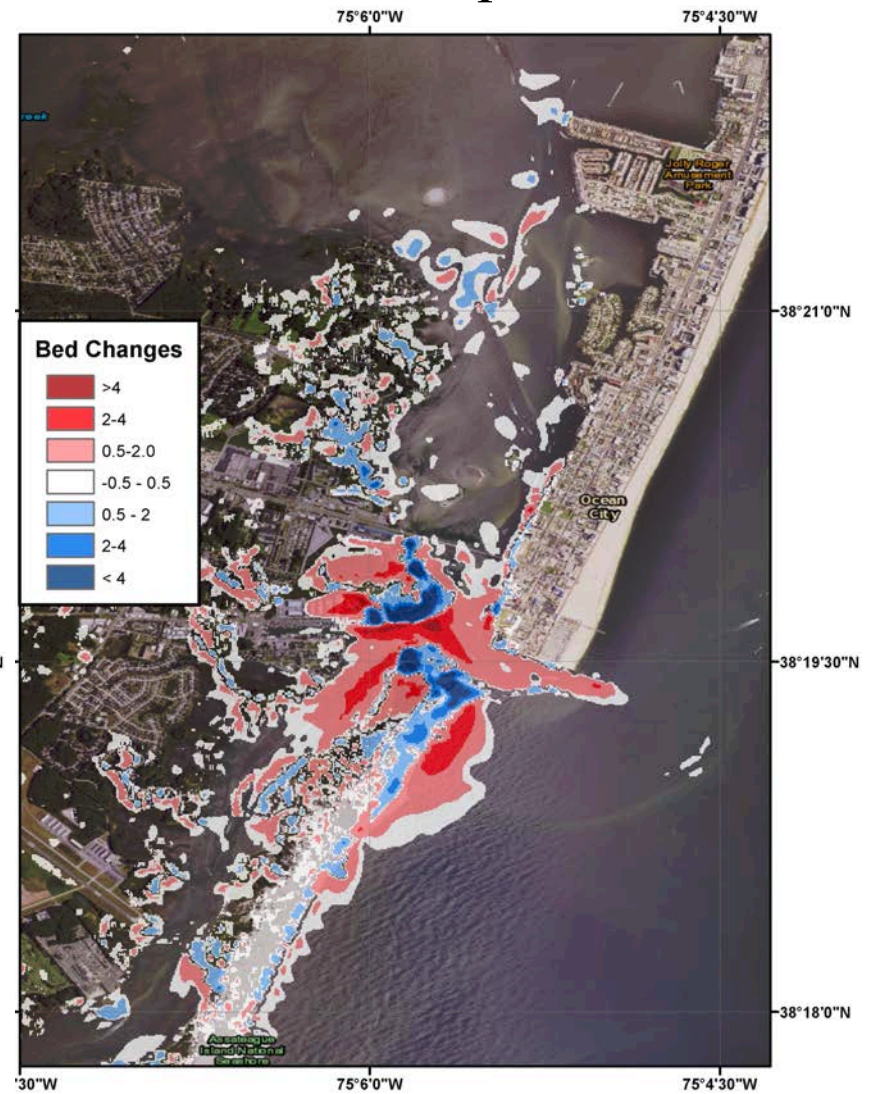 75°6'0"W
75°4'30"W
reek
Jolly Roger
Amusement
Park
38°21'0"N
Bed Changes
>4
2-4
0.5-2.0
-0.5 - 0.5
0.5 - 2
2-4
< 4
Ocean
City
N
38°19'30"N
38°18'0"N
Assateague
Island National
Seashore
'30"W
75°6'0"W
75°4'30"W